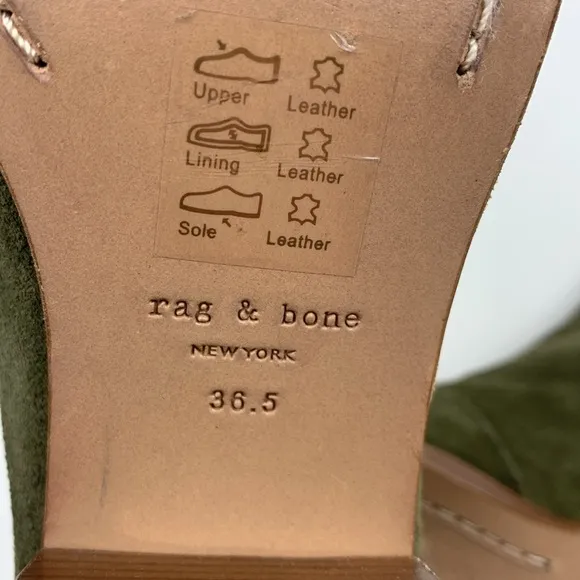 Upper Leather
Lining Leather
Sole Leather
rag & bone
NEW YORK
36.5